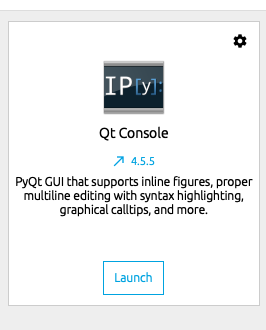 IP[y]:
Qt Console
4.5.5
PyQt GUI that supports inline figures, proper
multiline editing with syntax highlighting,
graphical calltips, and more.
Launch